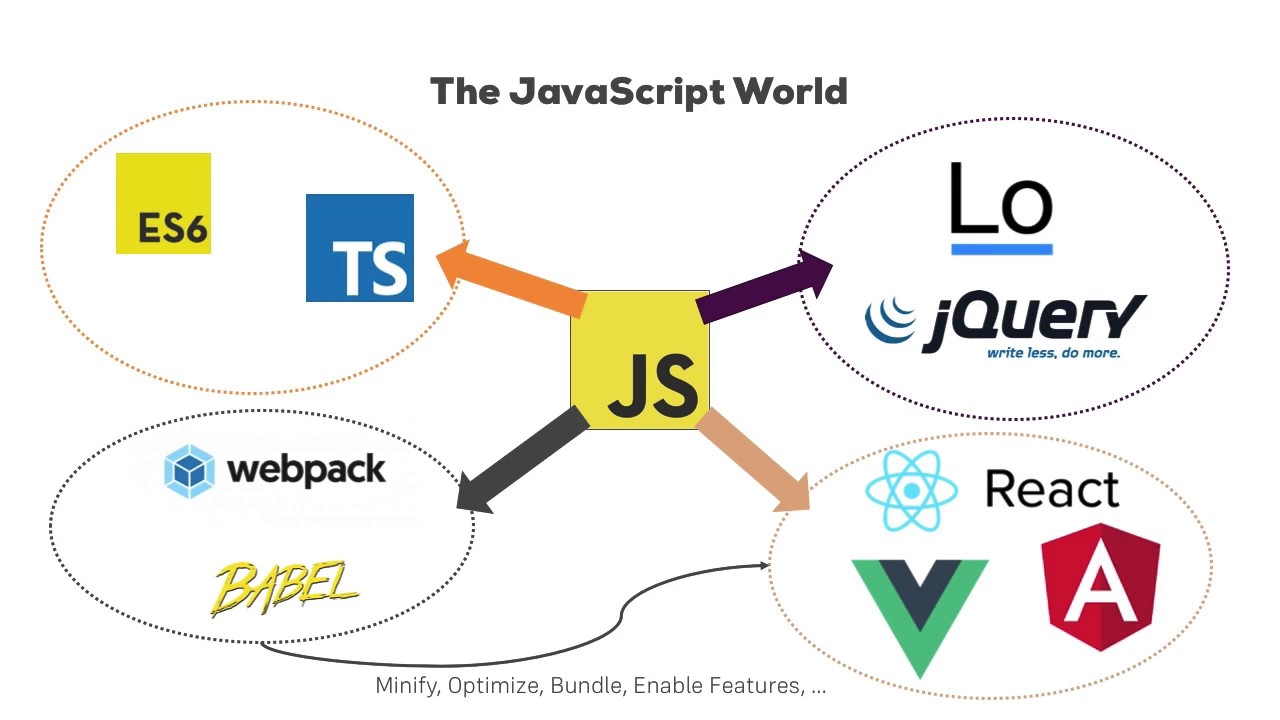 The JavaScript World
ES6
TS
Lo
jQuery
write less, do more.
JS
webpack
BABEL
React
A
Minify, Optimize, Bundle, Enable Features, ...